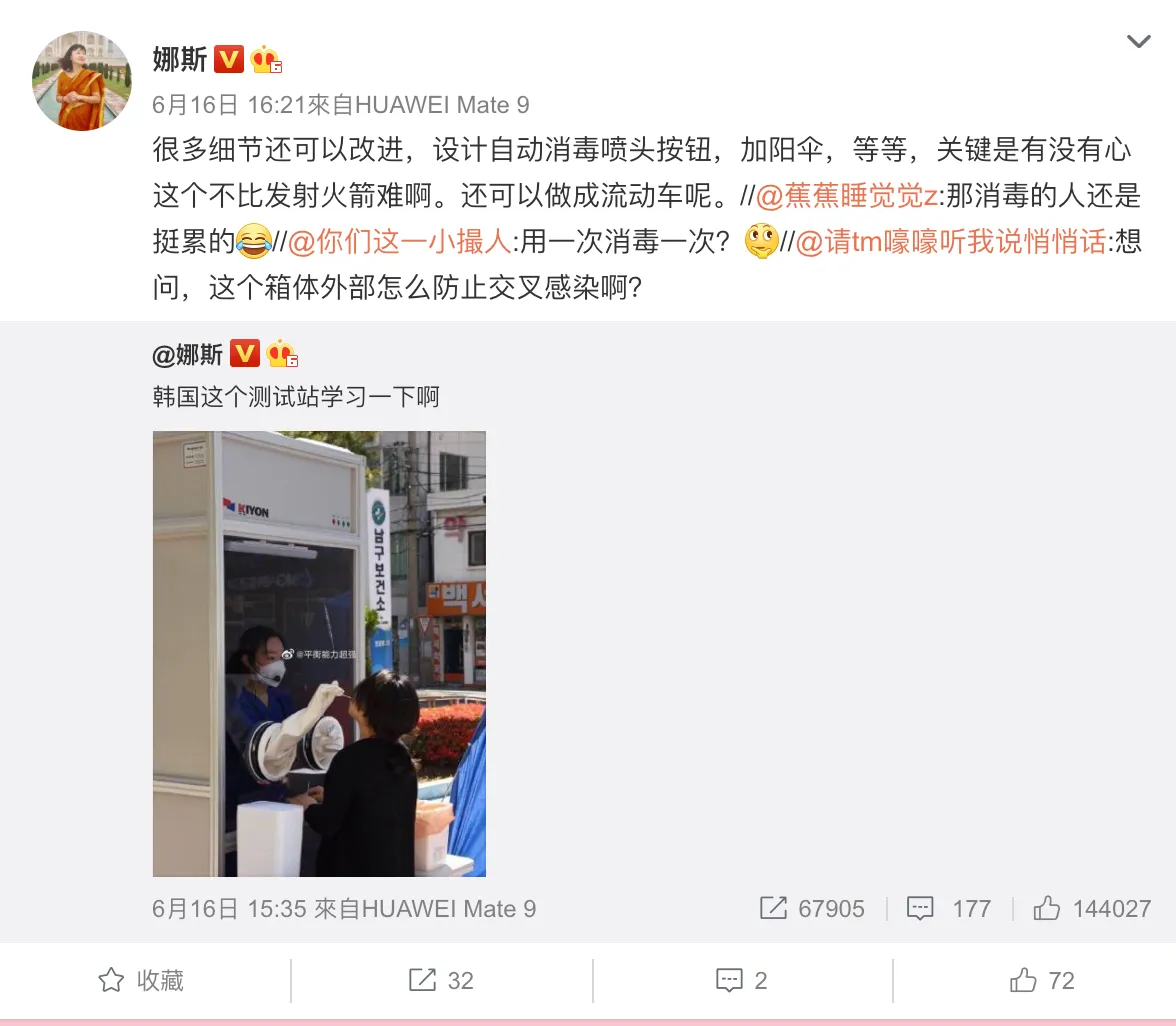 娜斯
6月16日 16:21來自HUAWEI Mate 9
很多细节还可以改进，设计自动消毒喷头按钮，加阳伞，等等，关键是有没有心
这个不比发射火箭难啊。还可以做成流动车呢。//@蕉蕉睡觉觉z:那消毒的人还是
挺累的😂//@你们这一小撮人:用一次消毒一次？🤔//@请tm嚎嚎听我说悄悄话:想
问，这个箱体外部怎么防止交叉感染啊?
@娜斯
韩国这个测试站学习一下啊
KIYON
남구보건소
약
백서
@平衡能力超强
6月16日 15:35 來自HUAWEI Mate 9
67905
177
144027
收藏
32
2
72